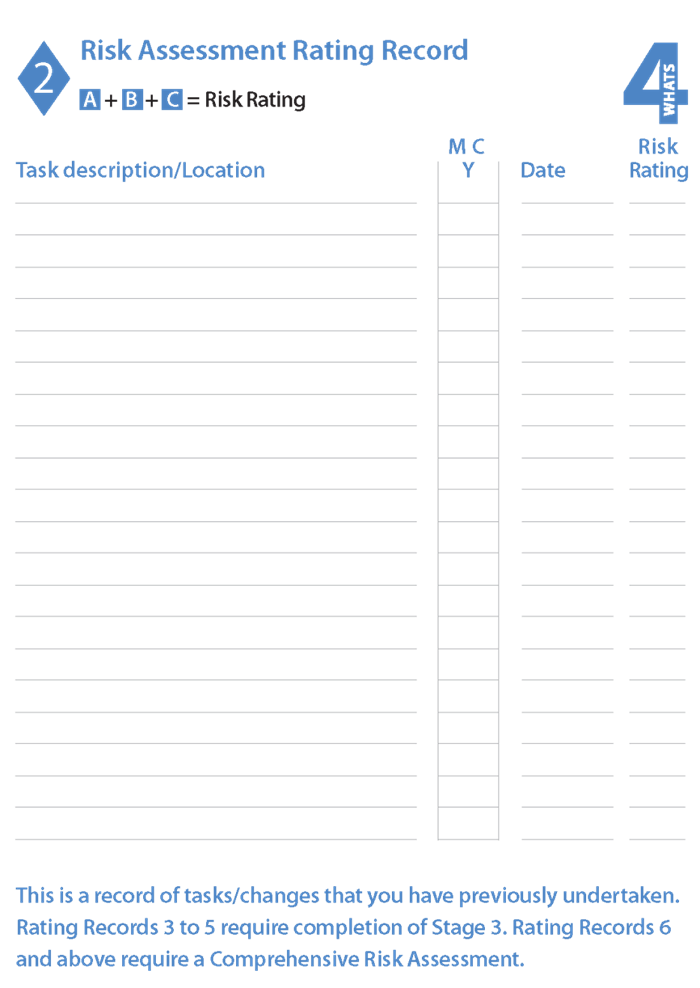 2
Risk Assessment Rating Record
A + B + C = Risk Rating
4
WHATS
Task description/Location
M C
Y
Date
Risk
Rating
This is a record of tasks/changes that you have previously undertaken.
Rating Records 3 to 5 require completion of Stage 3. Rating Records 6
and above require a Comprehensive Risk Assessment.